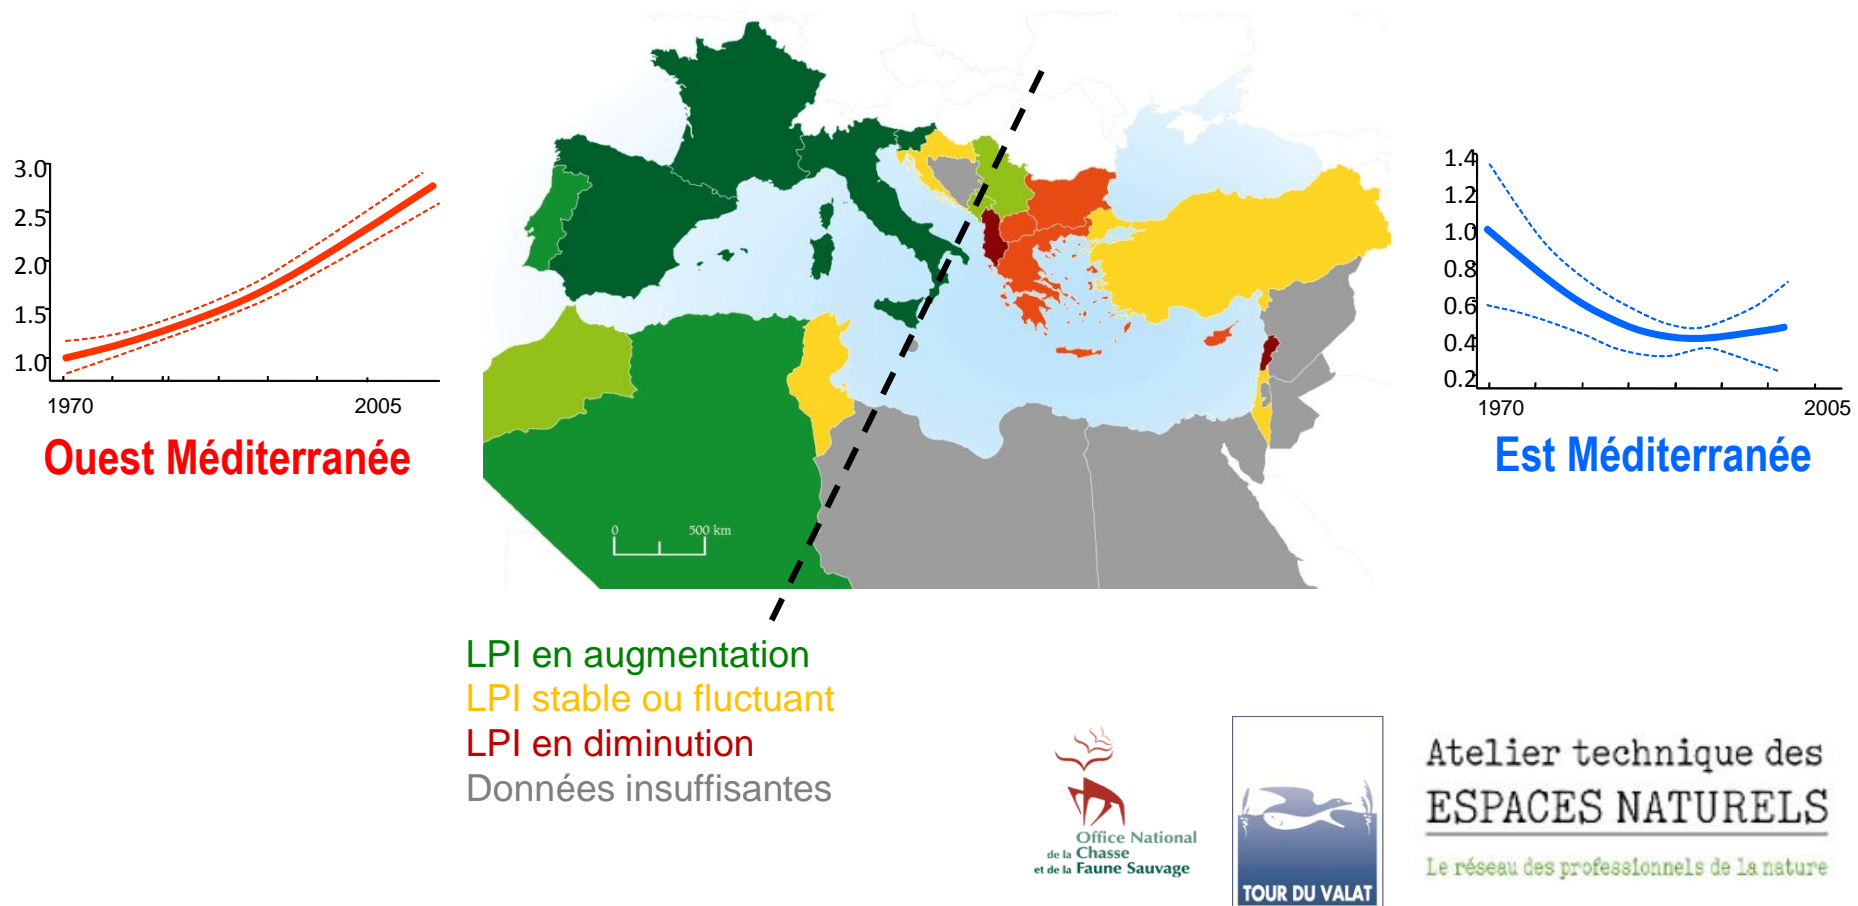 3.0
2.5
2.0
1.5
1.0
1970
2005
Ouest Méditerranée
0
500 km
1.4
1.2
1.0
0.8
0.6
0.4
0.2
1970
2005
Est Méditerranée
LPI en augmentation
LPI stable ou fluctuant
LPI en diminution
Données insuffisantes
Office National
de la Chasse
et de la Faune Sauvage
TOUR DU VALAT
Atelier technique des
ESPACES NATURELS
Le réseau des professionnels de la nature